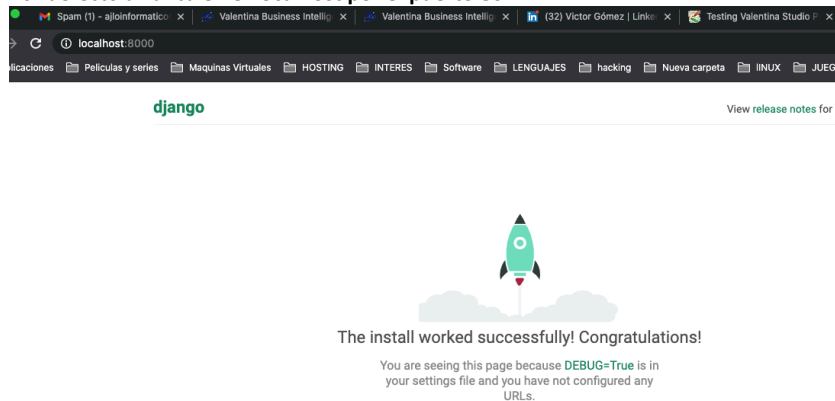 Spam (1) - ajloinformatico Valentina Business Intellig Valentina Business Intellig (32) Victor Gómez | Linke Testing Valentina Studio P
localhost:8000
Peliculas y series Maquinas Virtuales HOSTING INTERES Software LENGUAJES hacking Nueva carpeta lINUX
django View release notes for
The install worked successfully! Congratulations!
You are seeing this page because DEBUG=True is in
your settings file and you have not configured any
URLs.